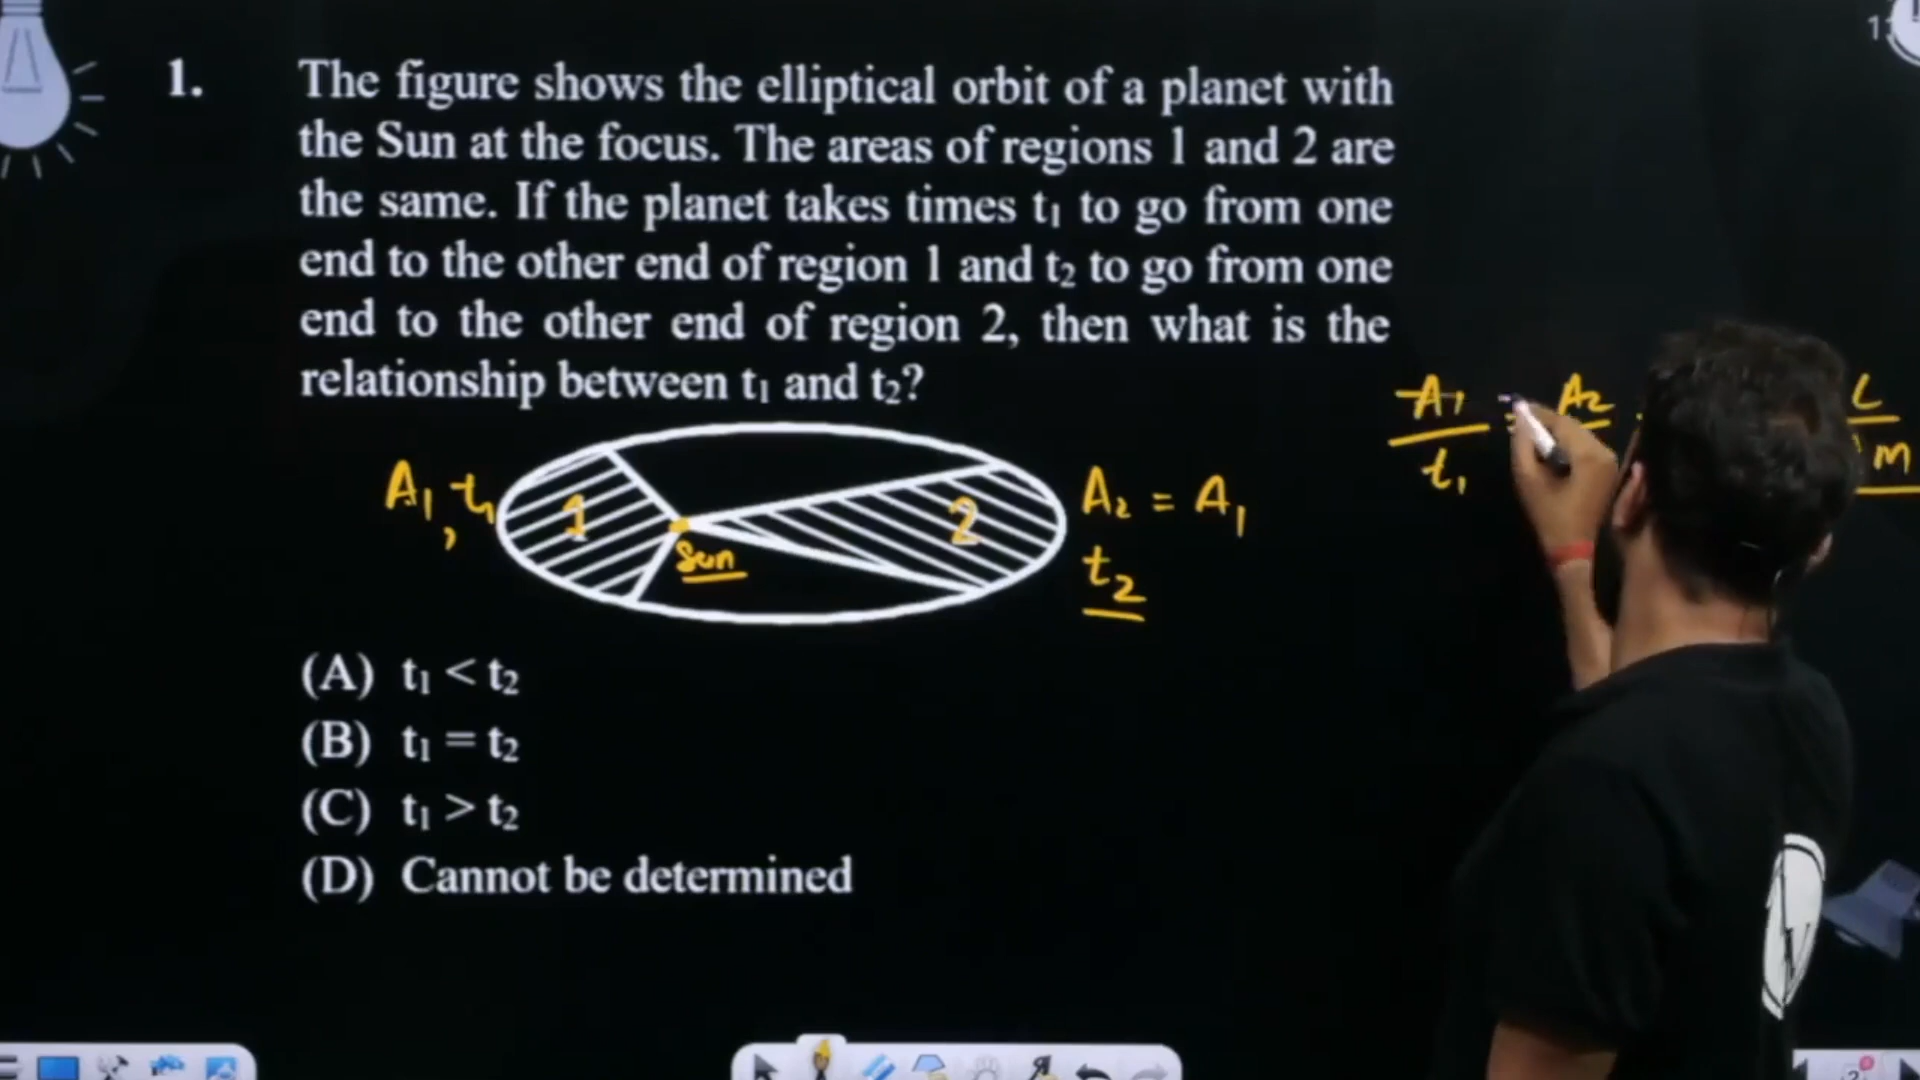 1. The figure shows the elliptical orbit of a planet with
the Sun at the focus. The areas of regions 1 and 2 are
the same. If the planet takes times t₁ to go from one
end to the other end of region 1 and t₂ to go from one
end to the other end of region 2, then what is the
relationship between t₁ and t₂?
A₁ / t₁ = A₂
L / m
A₁, t₁
1
Sun
2
A₂ = A₁
t₂
(A) t₁ < t₂
(B) t₁ = t₂
(C) t₁ > t₂
(D) Cannot be determined